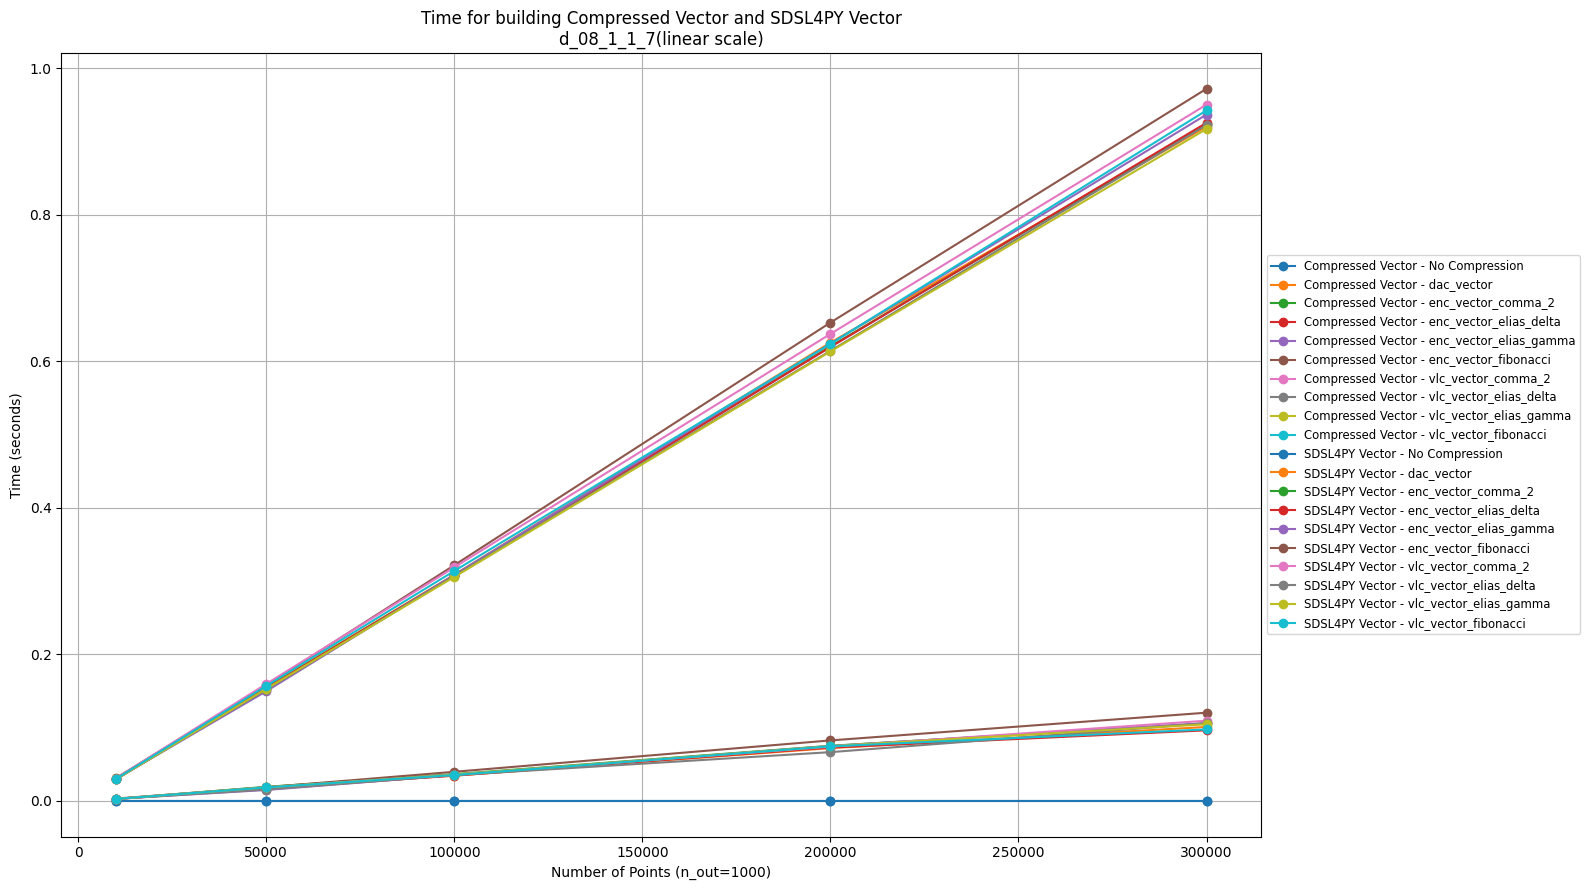 Time for building Compressed Vector and SDSL4PY Vector
d_08_1_1_7(linear scale)
Time (seconds)
1.0
0.8
0.6
0.4
0.2
0.0
0
50000
100000
150000
200000
250000
300000
Number of Points (n_out=1000)
Compressed Vector - No Compression
Compressed Vector - dac_vector
Compressed Vector - enc_vector_comma_2
Compressed Vector - enc_vector_elias_delta
Compressed Vector - enc_vector_elias_gamma
Compressed Vector - enc_vector_fibonacci
Compressed Vector - vlc_vector_comma_2
Compressed Vector - vlc_vector_elias_delta
Compressed Vector - vlc_vector_elias_gamma
Compressed Vector - vlc_vector_fibonacci
SDSL4PY Vector - No Compression
SDSL4PY Vector - dac_vector
SDSL4PY Vector - enc_vector_comma_2
SDSL4PY Vector - enc_vector_elias_delta
SDSL4PY Vector - enc_vector_elias_gamma
SDSL4PY Vector - enc_vector_fibonacci
SDSL4PY Vector - vlc_vector_comma_2
SDSL4PY Vector - vlc_vector_elias_delta
SDSL4PY Vector - vlc_vector_elias_gamma
SDSL4PY Vector - vlc_vector_fibonacci